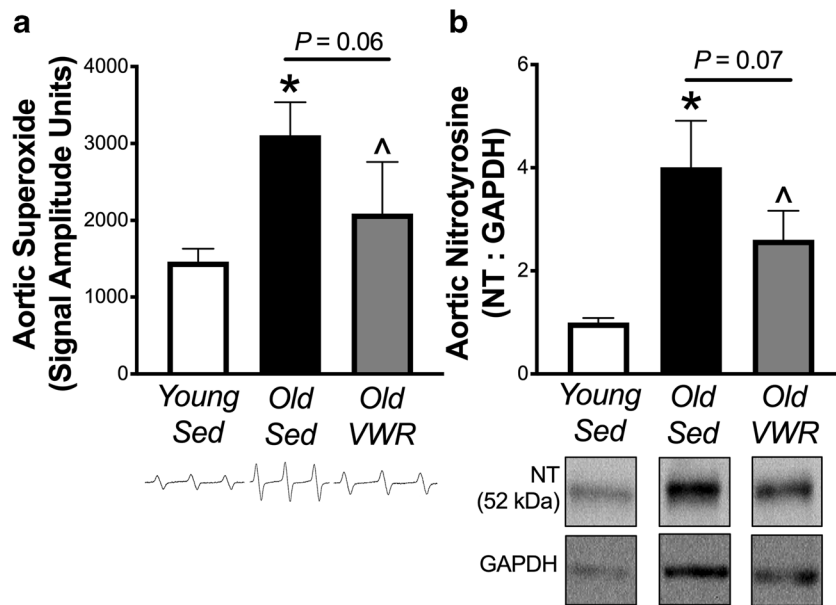 a
P = 0.06
Aortic Superoxide
(Signal Amplitude Units)
4000
3000
2000
1000
0
*
^
Young
Sed
Old
Sed
Old
VWR
b
P = 0.07
Aortic Nitrotyrosine
(NT : GAPDH)
6
4
2
0
*
^
Young
Sed
Old
Sed
Old
VWR
NT
(52 kDa)
GAPDH